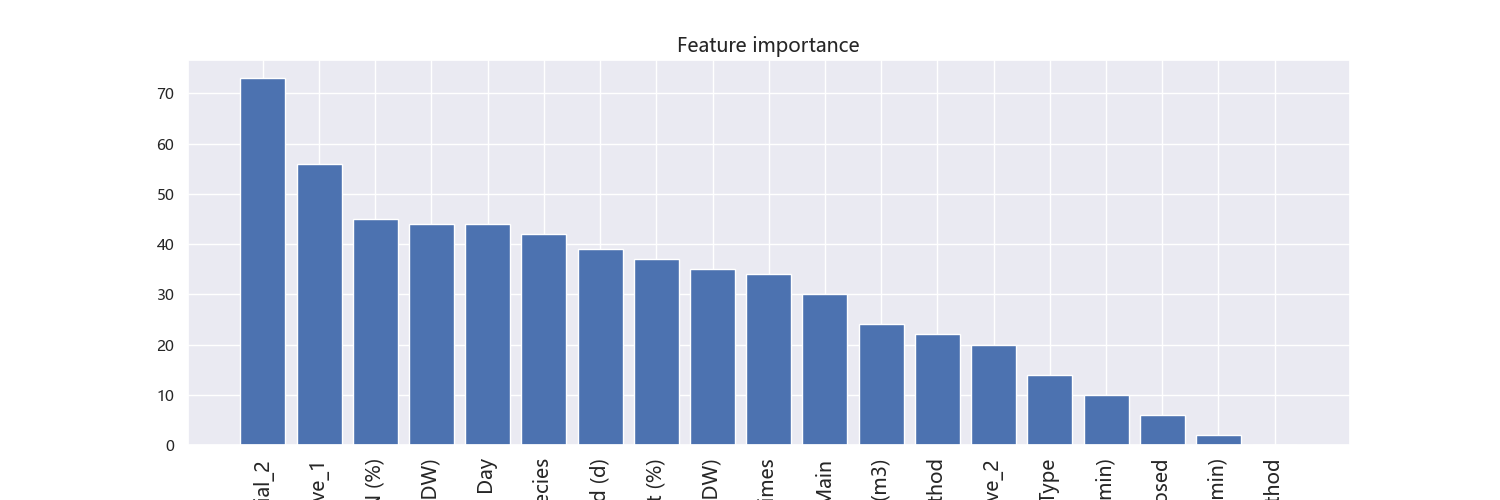 Feature importance
70
60
50
40
30
20
10
0
ial_2
ve_1
N (%)
DW)
Day
ecies
d (d)
t (%)
DW)
imes
Main
(m3)
thod
ve_2
Type
min)
osed
min)
thod